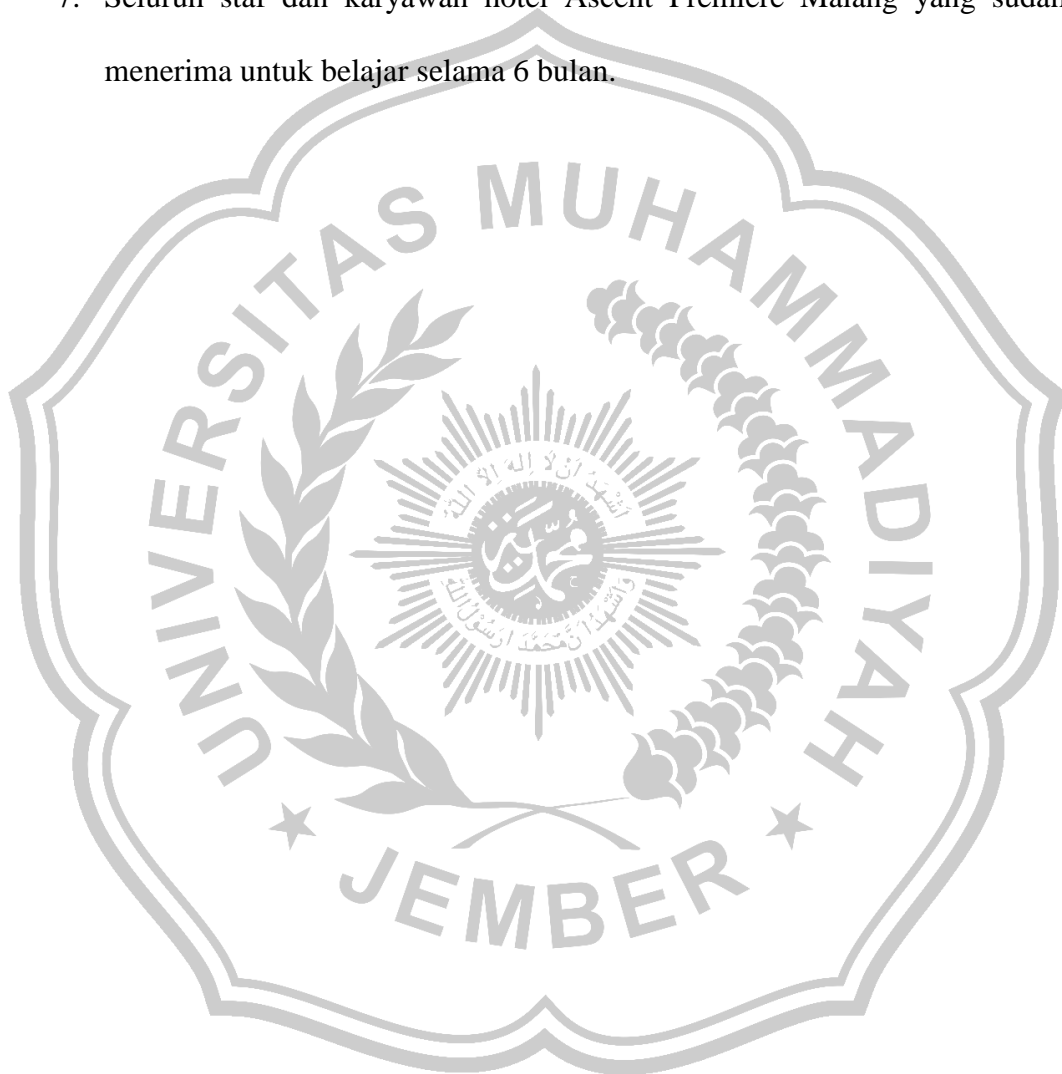 7. Seluruh staf dan karyawan hotel Ascent Premiere Malang yang sudah
menerima untuk belajar selama 6 bulan.
UNIVERSITAS MUHAMMADIYAH
JEMBER